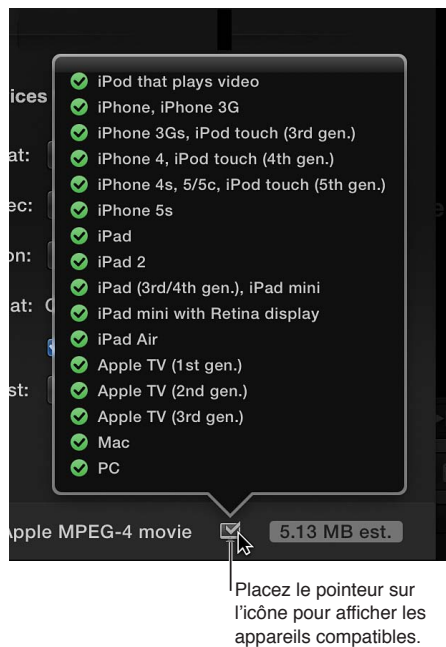 iPod that plays video
ices
iPhone, iPhone 3G
iPhone 3Gs, iPod touch (3rd gen.)
at:
iPhone 4, iPod touch (4th gen.)
iPhone 4s, 5/5c, iPod touch (5th gen.)
ec:
iPhone 5s
iPad
on:
iPad 2
iPad (3rd/4th gen.), iPad mini
at:
iPad mini with Retina display
iPad Air
Apple TV (1st gen.)
st:
Apple TV (2nd gen.)
Apple TV (3rd gen.)
Mac
PC
Apple MPEG-4 movie
5.13 MB est.
Placez le pointeur sur
l'icône pour afficher les
appareils compatibles.